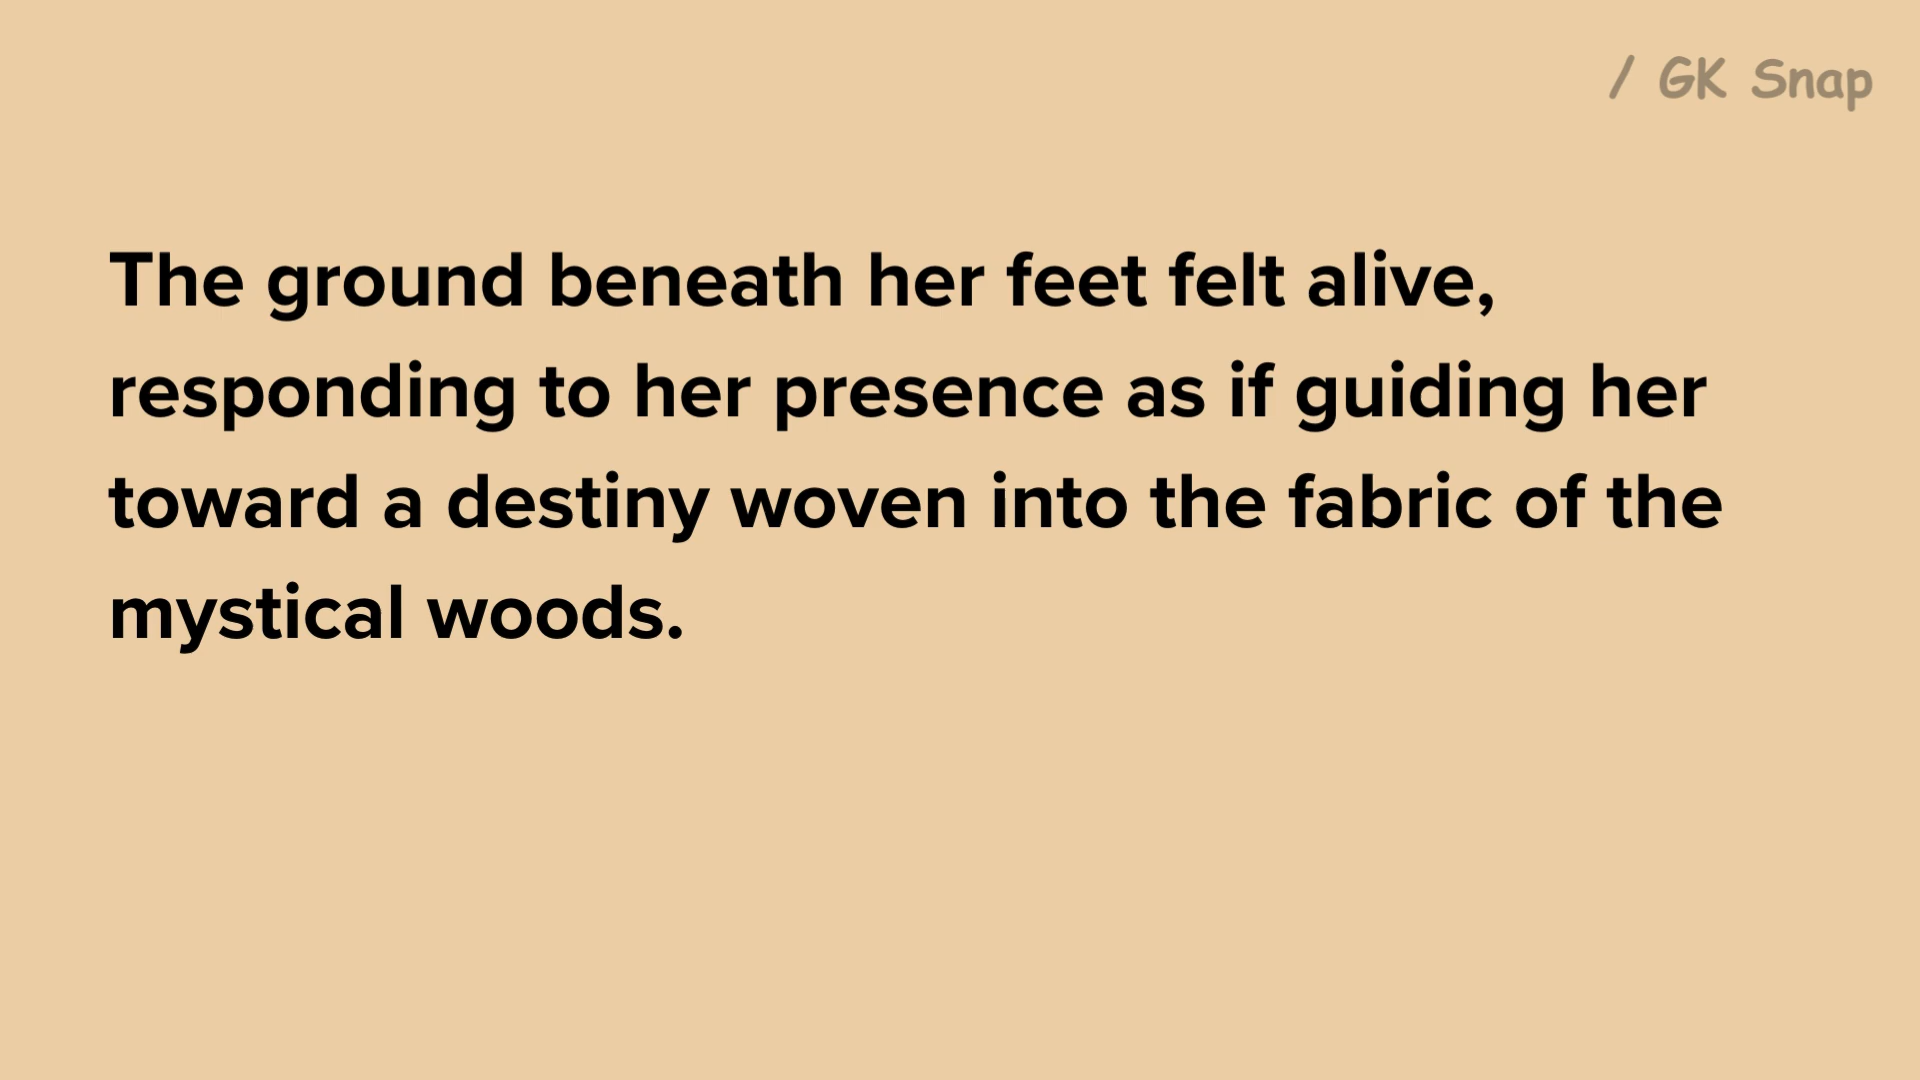 / GK Snap
The ground beneath her feet felt alive,
responding to her presence as if guiding her
toward a destiny woven into the fabric of the
mystical woods.